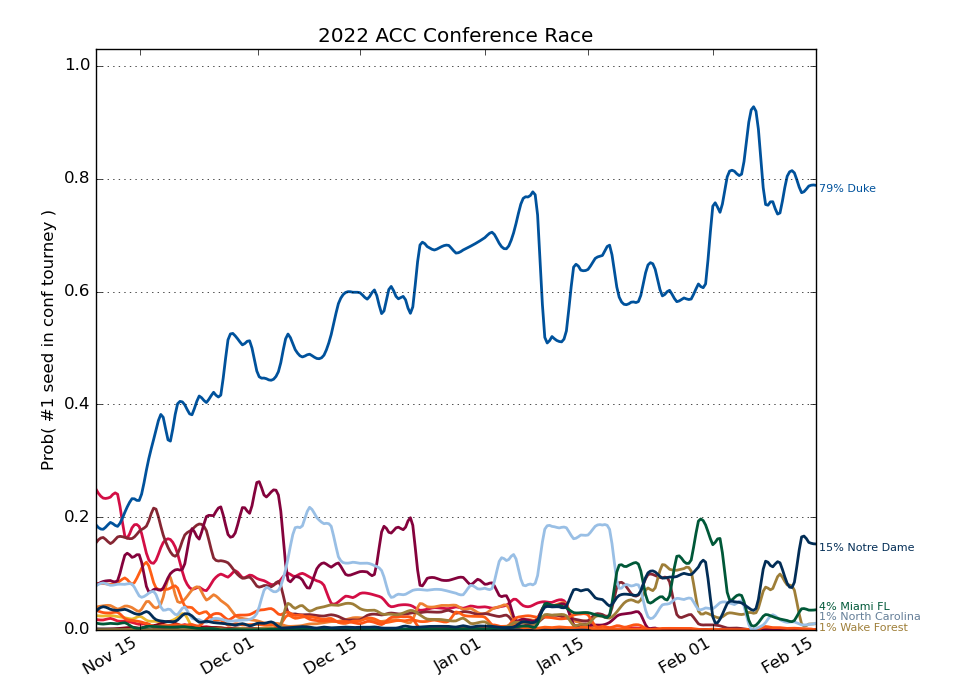 2022 ACC Conference Race
Prob( #1 seed in conf tourney )
1.0
0.8
0.6
0.4
0.2
0.0
Nov 15
Dec 01
Dec 15
Jan 01
Jan 15
Feb 01
Feb 15
79% Duke
15% Notre Dame
4% Miami FL
1% North Carolina
1% Wake Forest